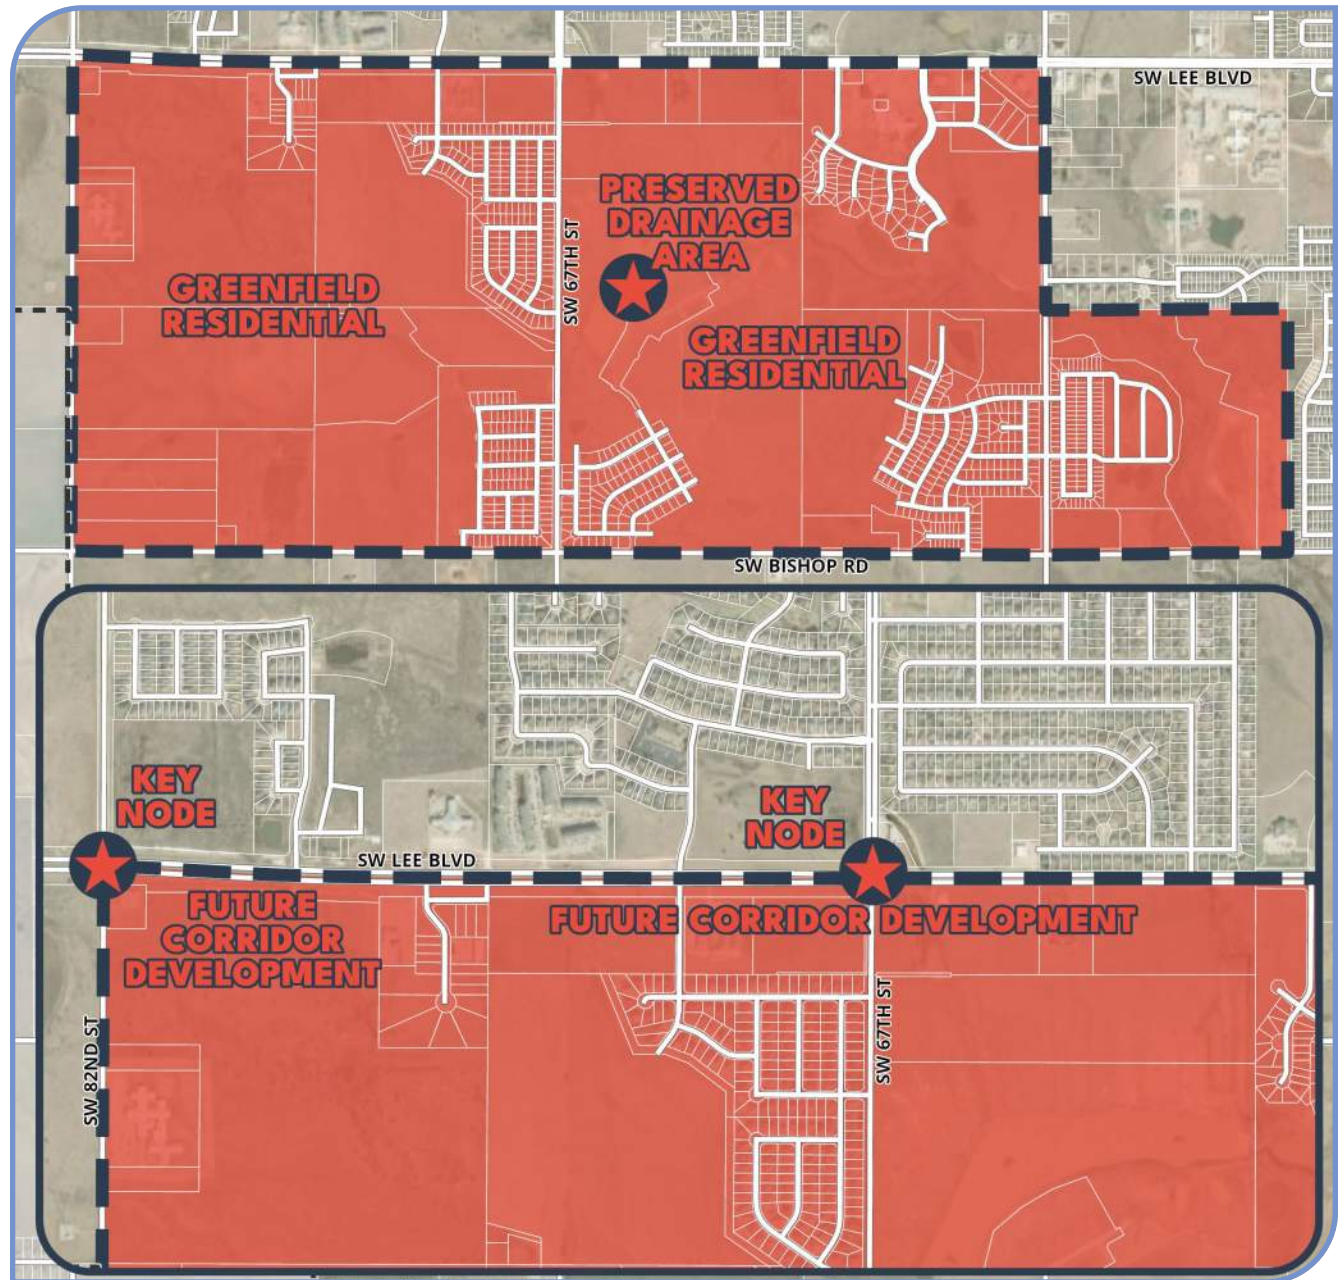 SW LEE BLVD
PRESERVED
DRAINAGE
AREA
SW 67TH ST
GREENFIELD
RESIDENTIAL
GREENFIELD
RESIDENTIAL
SW BISHOP RD
KEY
NODE
KEY
NODE
SW LEE BLVD
FUTURE
CORRIDOR
DEVELOPMENT
FUTURE CORRIDOR DEVELOPMENT
SW 82ND ST
SW 67TH ST